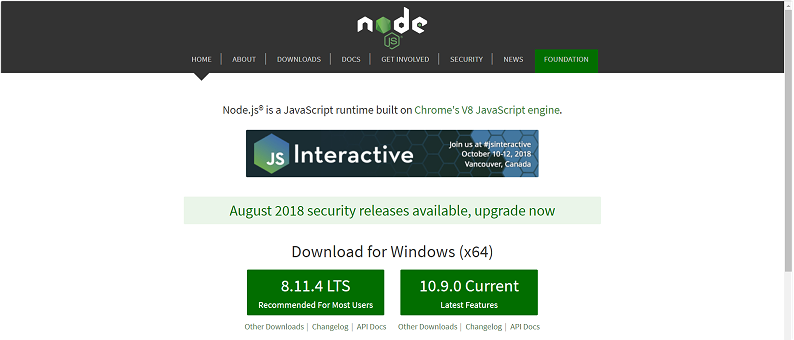 node
JS
HOME | ABOUT | DOWNLOADS | DOCS | GET INVOLVED | SECURITY | NEWS FOUNDATION
Node.js® is a JavaScript runtime built on Chrome's V8 JavaScript engine.
JS Interactive
Join us at #jsinteractive
October 10-12, 2018
Vancouver, Canada
August 2018 security releases available, upgrade now
Download for Windows (x64)
8.11.4 LTS
Recommended For Most Users
10.9.0 Current
Latest Features
Other Downloads | Changelog | API Docs
Other Downloads | Changelog | API Docs